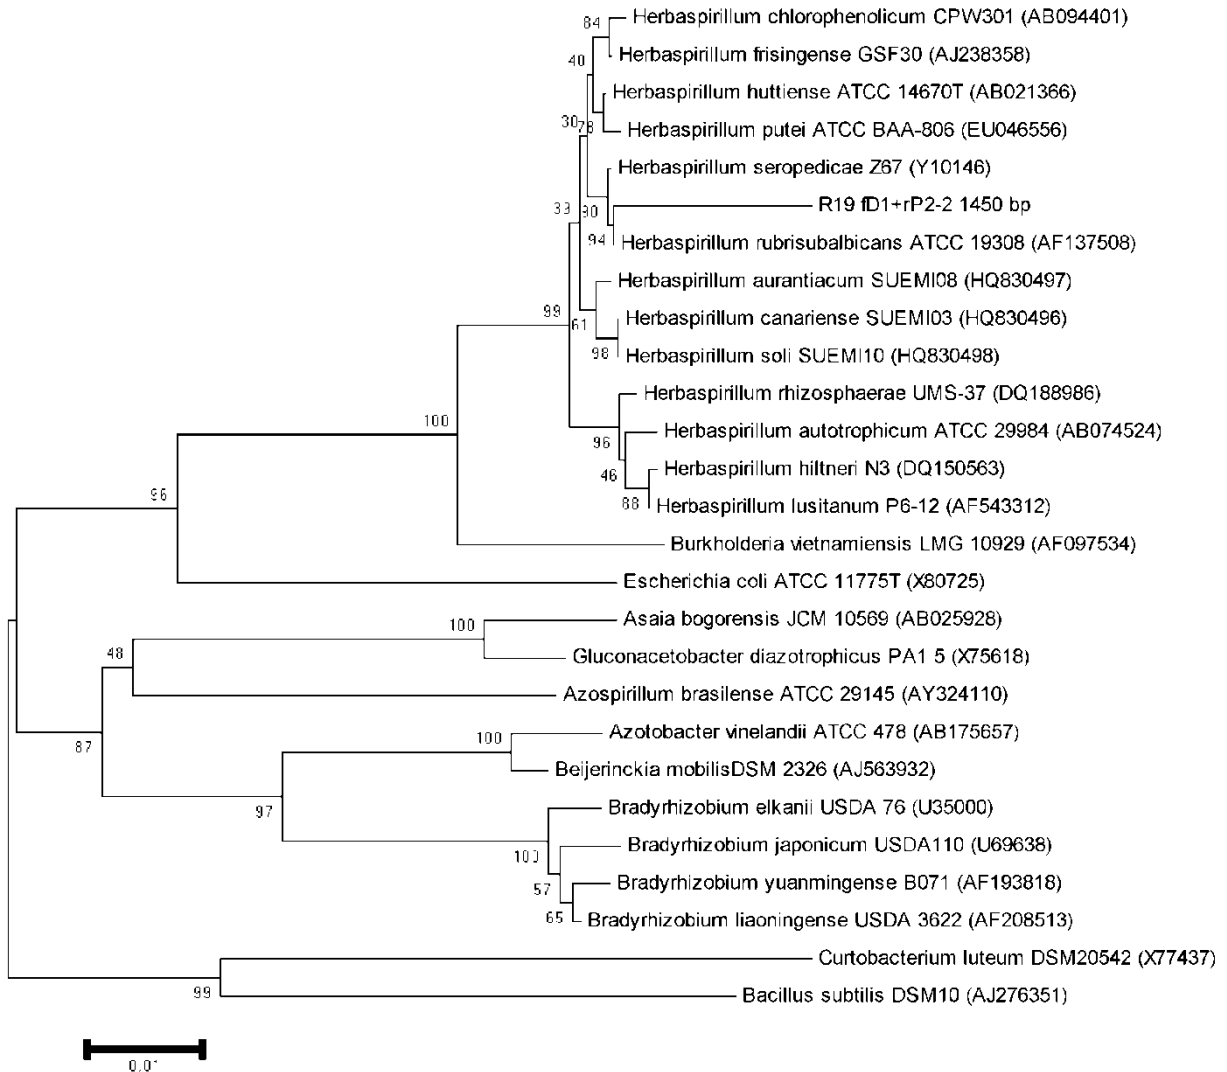 84
Herbaspirillum chlorophenolicum CPW301 (AB094401)
Herbaspirillum frisingense GSF30 (AJ238358)
40
Herbaspirillum huttiense ATCC 14670T (AB021366)
30
78
Herbaspirillum putei ATCC BAA-806 (EU046556)
Herbaspirillum seropedicae Z67 (Y10146)
33
90
R19 fD1+rP2-2 1450 bp
94
Herbaspirillum rubrisubalbicans ATCC 19308 (AF137508)
Herbaspirillum aurantiacum SUEMI08 (HQ830497)
99
61
Herbaspirillum canariense SUEMI03 (HQ830496)
98
Herbaspirillum soli SUEMI10 (HQ830498)
Herbaspirillum rhizosphaerae UMS-37 (DQ188986)
100
96
Herbaspirillum autotrophicum ATCC 29984 (AB074524)
46
Herbaspirillum hiltneri N3 (DQ150563)
96
88
Herbaspirillum lusitanum P6-12 (AF543312)
Burkholderia vietnamiensis LMG 10929 (AF097534)
Escherichia coli ATCC 11775T (X80725)
100
Asaia bogorensis JCM 10569 (AB025928)
48
Gluconacetobacter diazotrophicus PA1 5 (X75618)
Azospirillum brasilense ATCC 29145 (AY324110)
87
100
Azotobacter vinelandii ATCC 478 (AB175657)
Beijerinckia mobilisDSM 2326 (AJ563932)
97
Bradyrhizobium elkanii USDA 76 (U35000)
100
Bradyrhizobium japonicum USDA110 (U69638)
57
Bradyrhizobium yuanmingense B071 (AF193818)
65
Bradyrhizobium liaoningense USDA 3622 (AF208513)
Curtobacterium luteum DSM20542 (X77437)
99
Bacillus subtilis DSM10 (AJ276351)
0.01